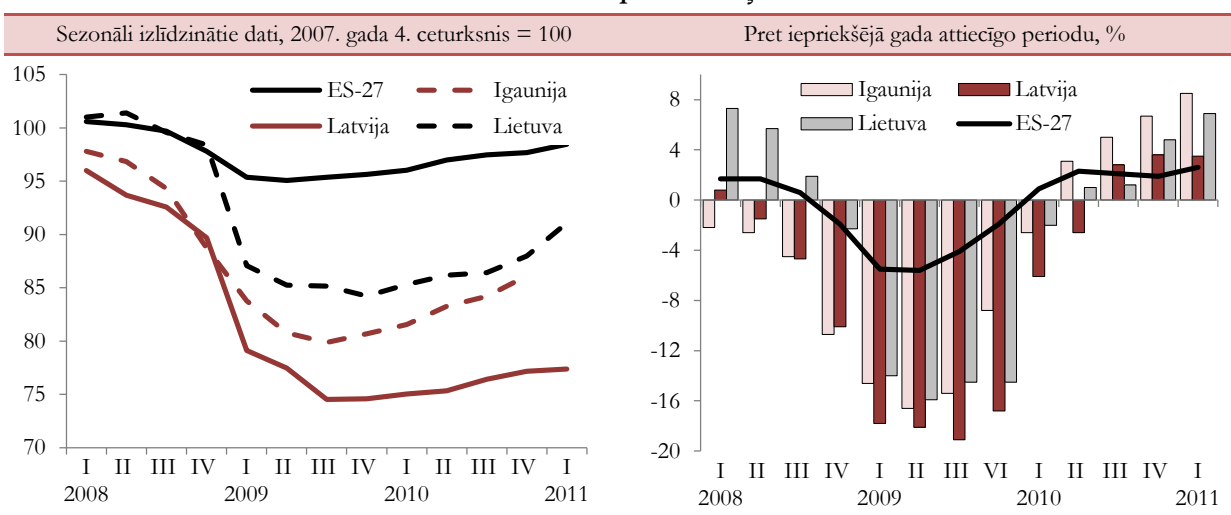 Sezonāli izlīdzinātie dati, 2007. gada 4. ceturksnis = 100
105
100
95
90
85
80
75
70
ES-27
Igaunija
Latvija
Lietuva
I II III IV I II III IV I II III IV I
2008 2009 2010 2011
Pret iepriekšējā gada attiecīgo periodu, %
8
4
0
-4
-8
-12
-16
-20
Igaunija
Latvija
Lietuva
ES-27
I II III IV I II III VI I II III IV I
2008 2009 2010 2011